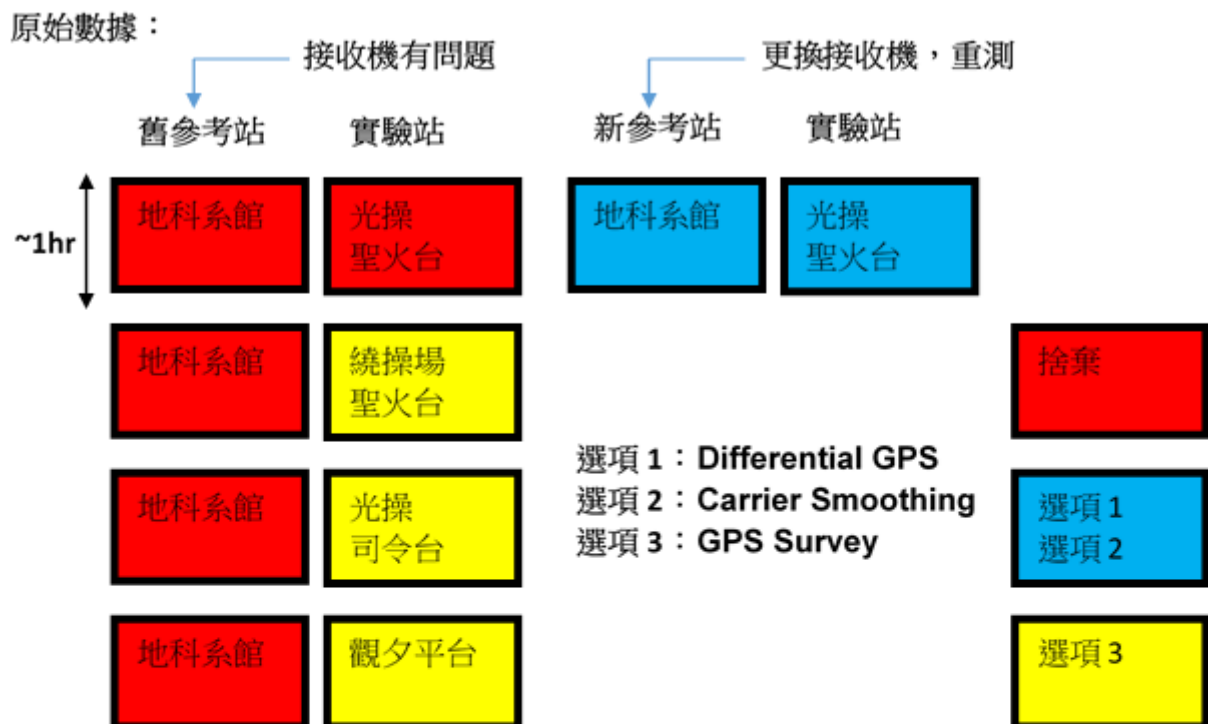 原始數據：
接收機有問題
更換接收機，重測
舊參考站
實驗站
新參考站
實驗站
~1hr
地科系館
光操
聖火台
地科系館
光操
聖火台
地科系館
繞操場
聖火台
捨棄
選項 1：Differential GPS
選項 2：Carrier Smoothing
選項 3：GPS Survey
地科系館
光操
司令台
選項 1
選項 2
地科系館
觀夕平台
選項 3